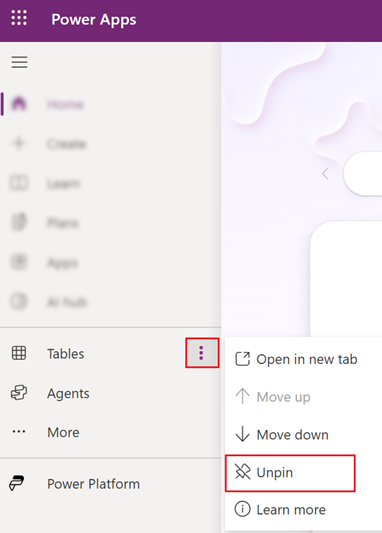 Power Apps
Home
Create
Learn
Plans
Apps
AI hub
Tables
Agents
More
Power Platform
Open in new tab
Move up
Move down
Unpin
Learn more